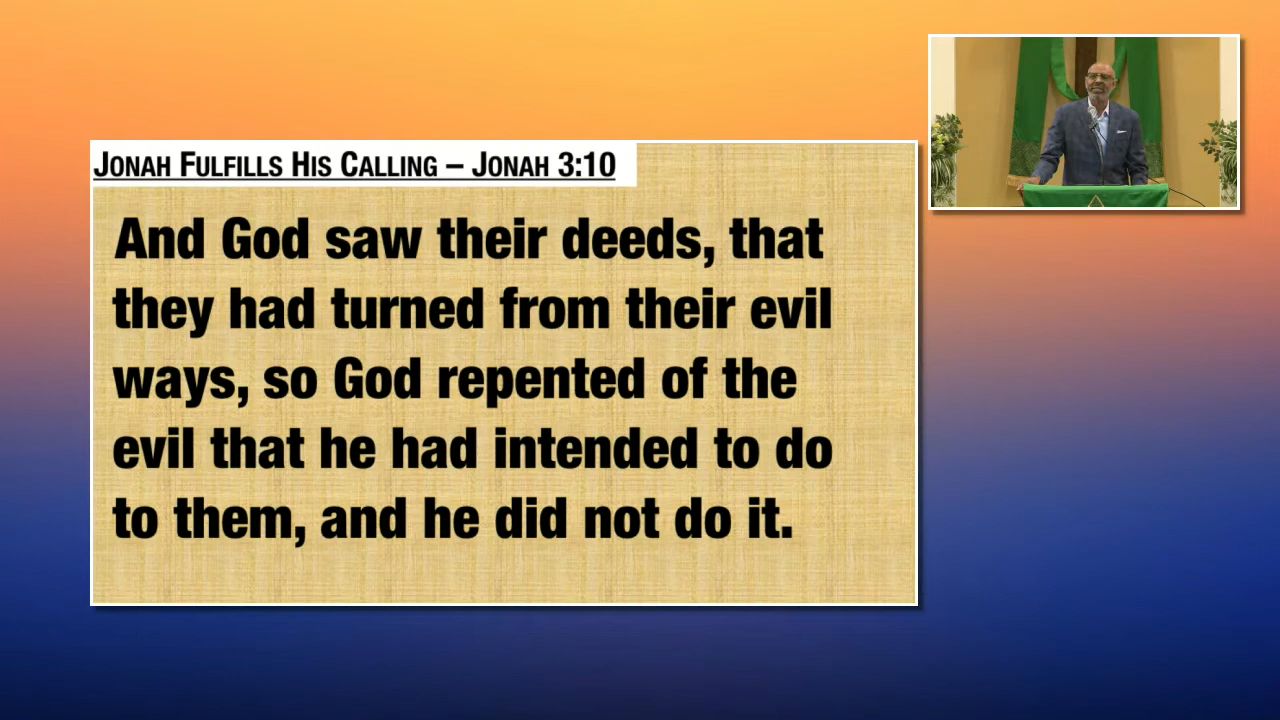 Jonah Fulfills His Calling – Jonah 3:10
And God saw their deeds, that
they had turned from their evil
ways, so God repented of the
evil that he had intended to do
to them, and he did not do it.